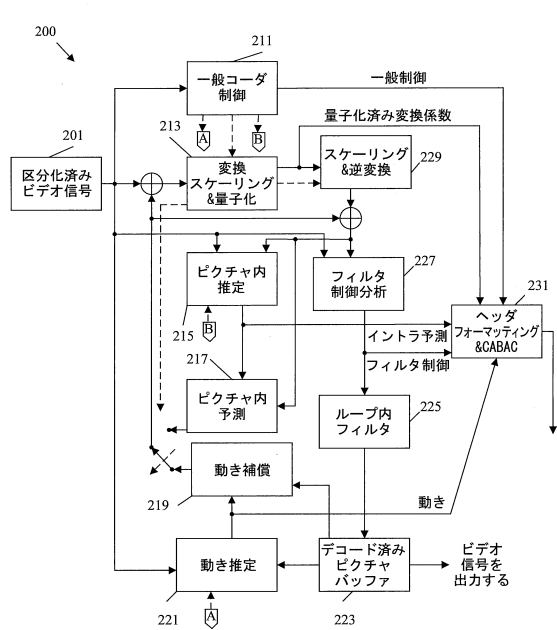 200
211
一般コーダ
制御
一般制御
量子化済み変換係数
A
B
201
区分化済み
ビデオ信号
213
変換
スケーリング
&量子化
スケーリング
&逆変換
229
ピクチャ内
推定
215
B
フィルタ
制御分析
227
231
ヘッダ
フォーマッティング
&CABAC
イントラ予測
フィルタ制御
217
ピクチャ内
予測
ループ内
フィルタ
225
動き補償
219
動き
動き推定
221
A
デコード済み
ピクチャ
バッファ
223
ビデオ
信号を
出力する